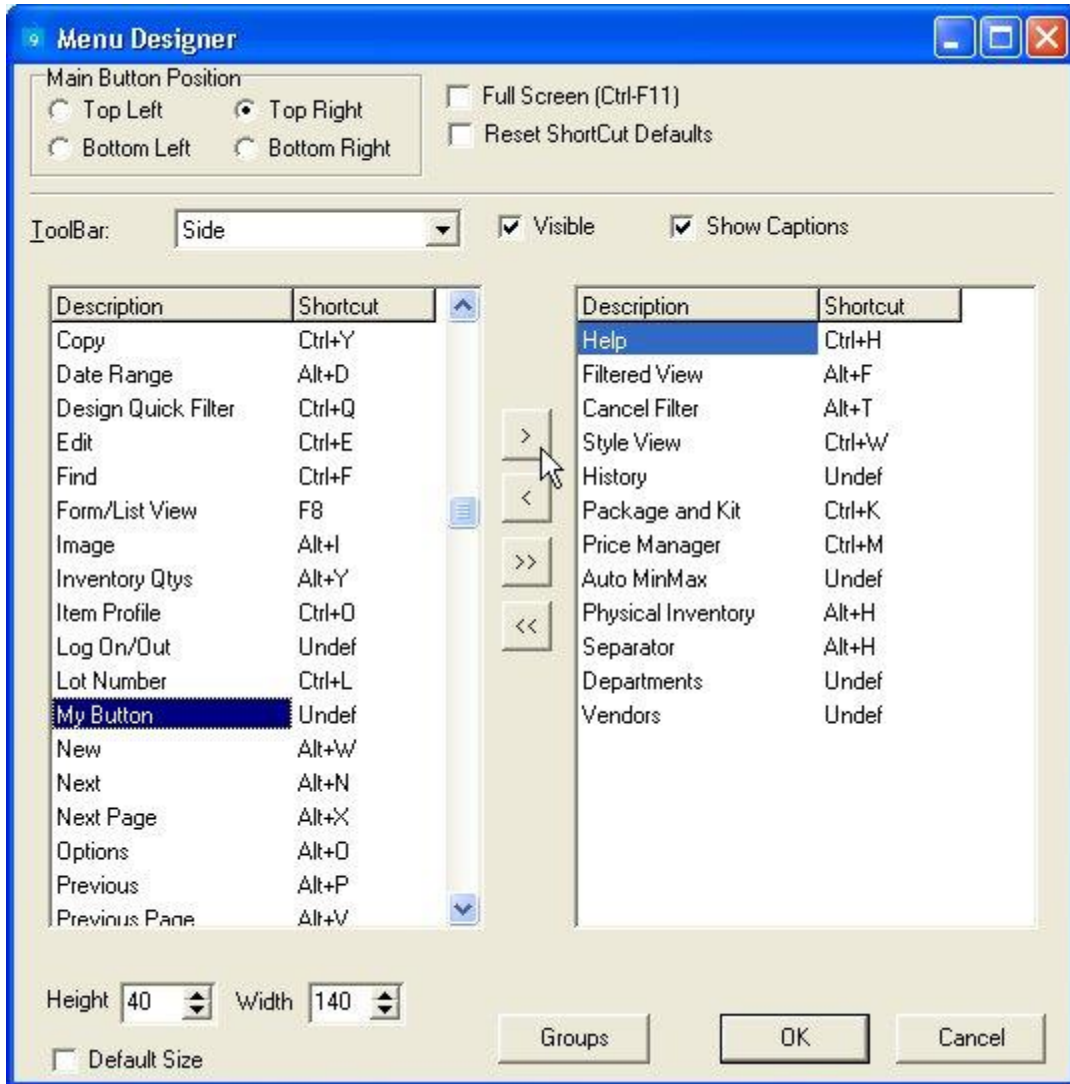 9 Menu Designer
Main Button Position
Top Left Top Right
Bottom Left Bottom Right
Full Screen (Ctrl-F11)
Reset ShortCut Defaults
ToolBar: Side Visible Show Captions
Description Shortcut
Copy Ctrl+Y
Date Range Alt+D
Design Quick Filter Ctrl+Q
Edit Ctrl+E
Find Ctrl+F
Form/List View F8
Image Alt+I
Inventory Qtys Alt+Y
Item Profile Ctrl+O
Log On/Out Undef
Lot Number Ctrl+L
My Button Undef
New Alt+W
Next Alt+N
Next Page Alt+X
Options Alt+O
Previous Alt+P
Previous Page Alt+V
>
<
>>
<<
Description Shortcut
Help Ctrl+H
Filtered View Alt+F
Cancel Filter Alt+T
Style View Ctrl+W
History Undef
Package and Kit Ctrl+K
Price Manager Ctrl+M
Auto MinMax Undef
Physical Inventory Alt+H
Separator Alt+H
Departments Undef
Vendors Undef
Height 40 Width 140
Default Size
Groups OK Cancel